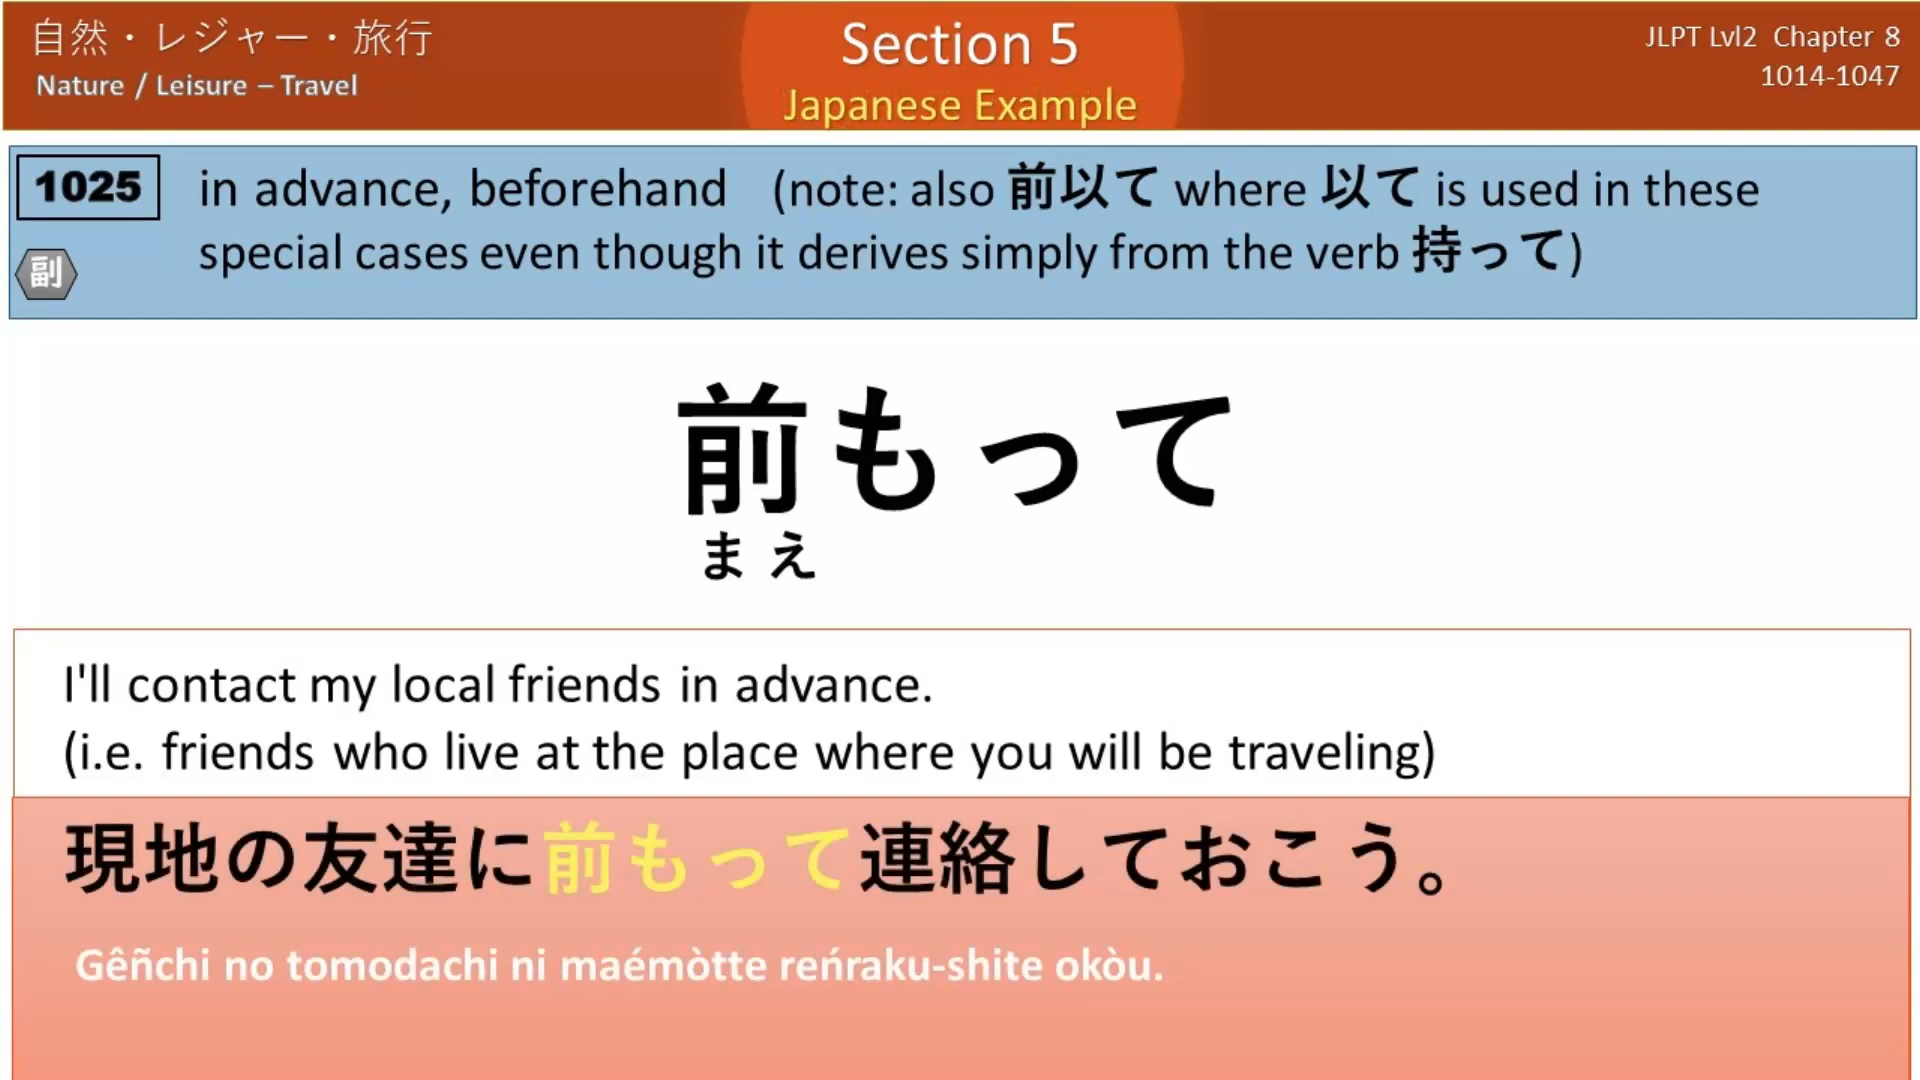 自然・レジャー・旅行
Nature / Leisure – Travel
Section 5
Japanese Example
JLPT Lvl2 Chapter 8
1014-1047
1025
in advance, beforehand (note: also 前以て where 以て is used in these
special cases even though it derives simply from the verb 持って)
副
前もって
まえ
I'll contact my local friends in advance.
(i.e. friends who live at the place where you will be traveling)
現地の友達に前もって連絡しておこう。
Gêñchi no tomodachi ni maémòtte reńraku-shite okòu.